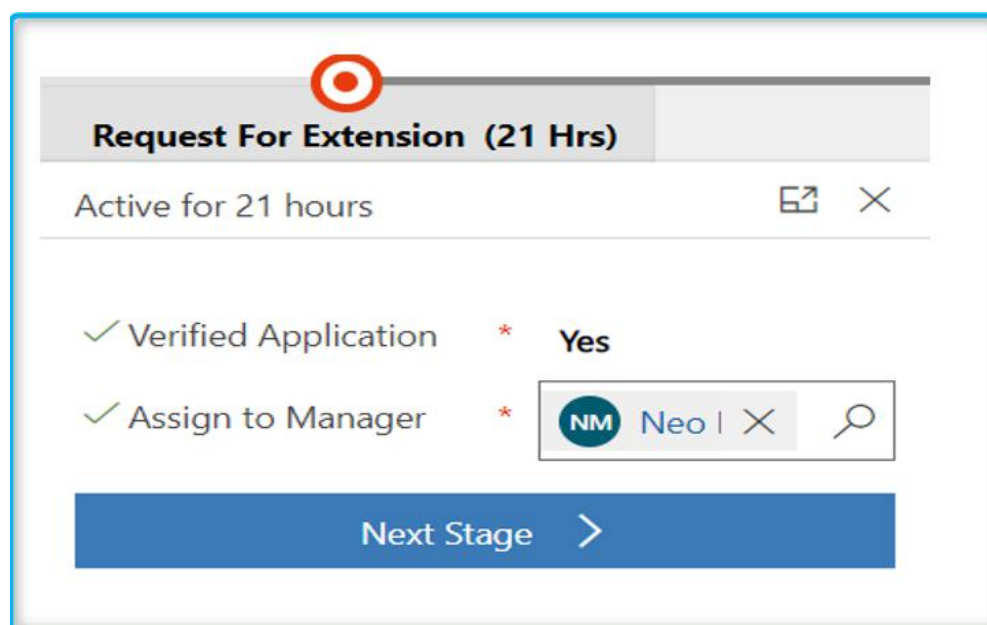 Request For Extension (21 Hrs)
Active for 21 hours
Verified Application * Yes
Assign to Manager * NM Neo
Next Stage